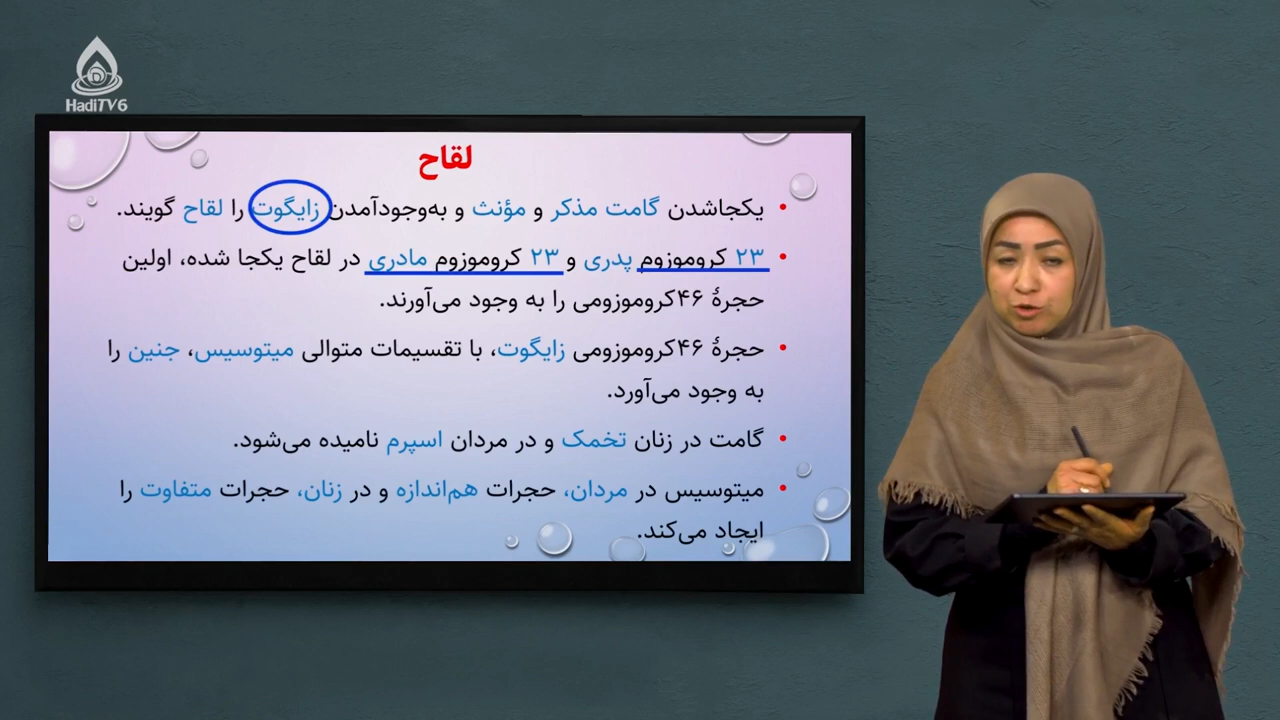 HadiTV6
لقاح
• یکجاشدن گامت مذکر و مؤنث و به‌وجودآمدن زایگوت را لقاح گویند.
• ۲۳ کروموزوم پدری و ۲۳ کروموزوم مادری در لقاح یکجا شده، اولین
حجرهٔ ۴۶کروموزومی را به وجود می‌آورند.
• حجرهٔ ۴۶کروموزومی زایگوت، با تقسیمات متوالی میتوسیس، جنین را
به وجود می‌آورد.
• گامت در زنان تخمک و در مردان اسپرم نامیده می‌شود.
• میتوسیس در مردان، حجرات هم‌اندازه و در زنان، حجرات متفاوت را
ایجاد می‌کند.